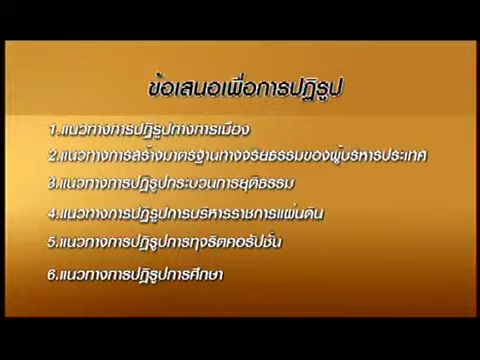 ข้อเสนอเพื่อการปฏิรูป
1.แนวทางการปฏิรูปทางการเมือง
2.แนวทางการสร้างมาตรฐานทางจริยธรรมของผู้บริหารประเทศ
3.แนวทางการปฏิรูปกระบวนการยุติธรรม
4.แนวทางการปฏิรูปการบริหารราชการแผ่นดิน
5.แนวทางการปฏิรูปการทุจริตคอรัปชั่น
6.แนวทางการปฏิรูปการศึกษา